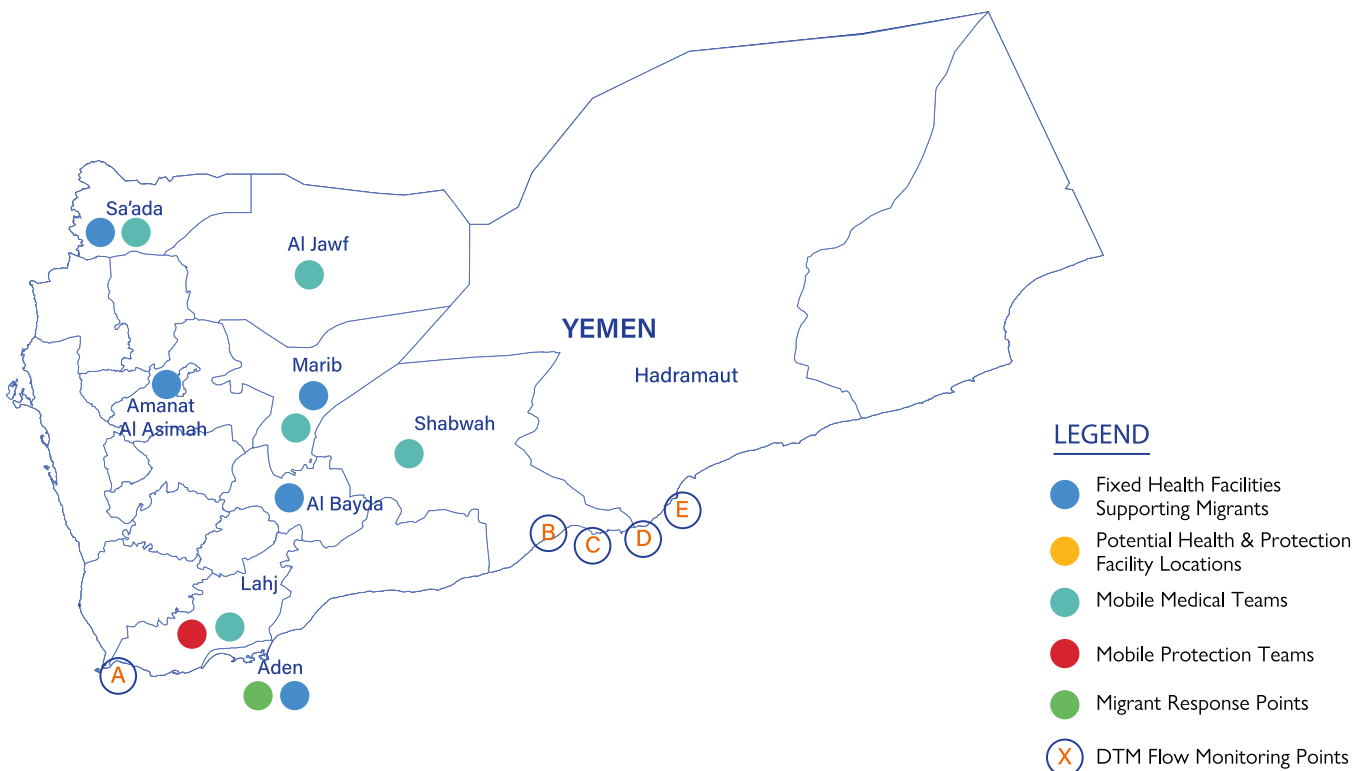 Sa'ada
Al Jawf
YEMEN
Hadramaut
Marib
Amanat
Al Asimah
Shabwah
Al Bayda
Lahj
Aden
A
B
C
D
E
LEGEND
Fixed Health Facilities
Supporting Migrants
Potential Health & Protection
Facility Locations
Mobile Medical Teams
Mobile Protection Teams
Migrant Response Points
X
DTM Flow Monitoring Points